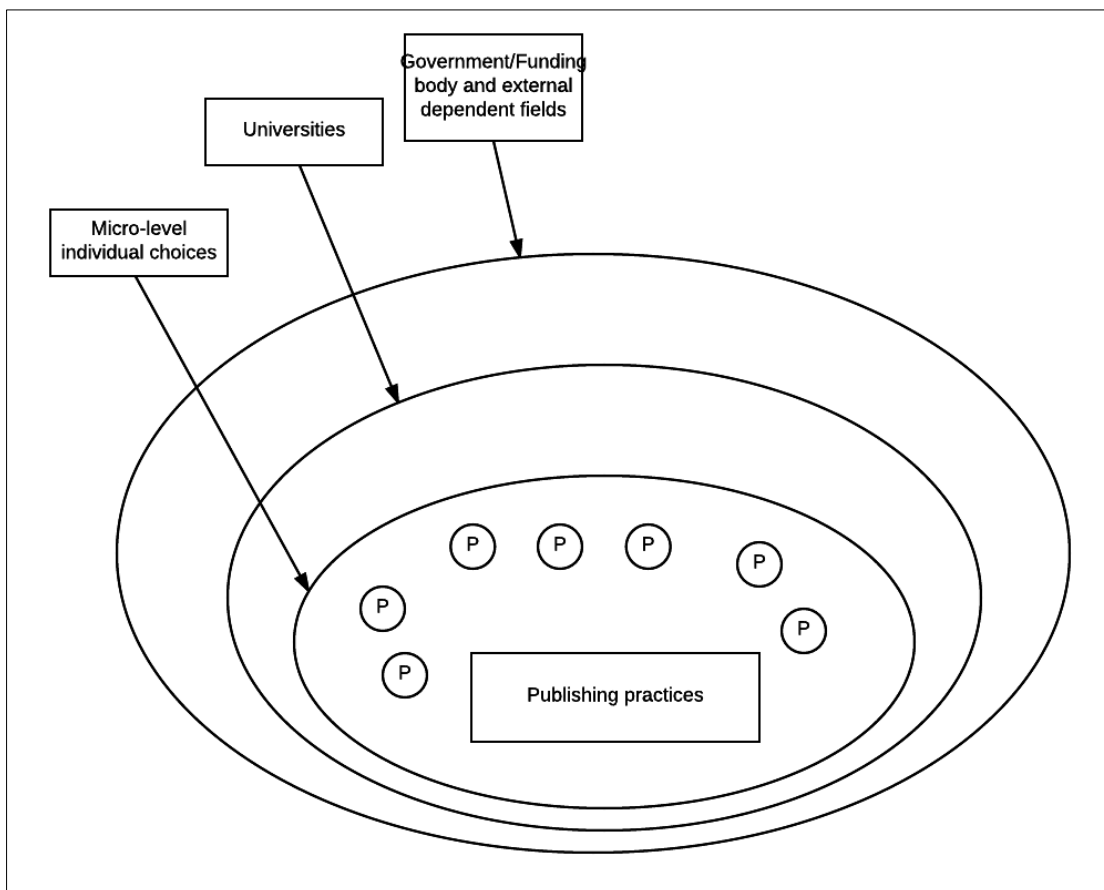 Government/Funding
body and external
dependent fields
Universities
Micro-level
individual choices
P
P
P
P
P
P
P
Publishing practices